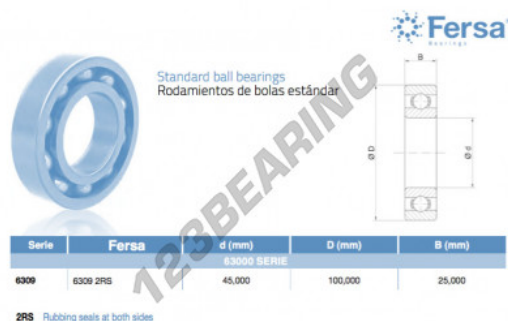 Fersa
Bearings
Standard ball bearings
Rodamientos de bolas estándar
B
Ø D
Ø d
Serie Fersa d (mm) D (mm) B (mm)
63000 SERIE
6309 6309 2RS 45,000 100,000 25,000
2RS Rubbing seals at both sides
123BEARING